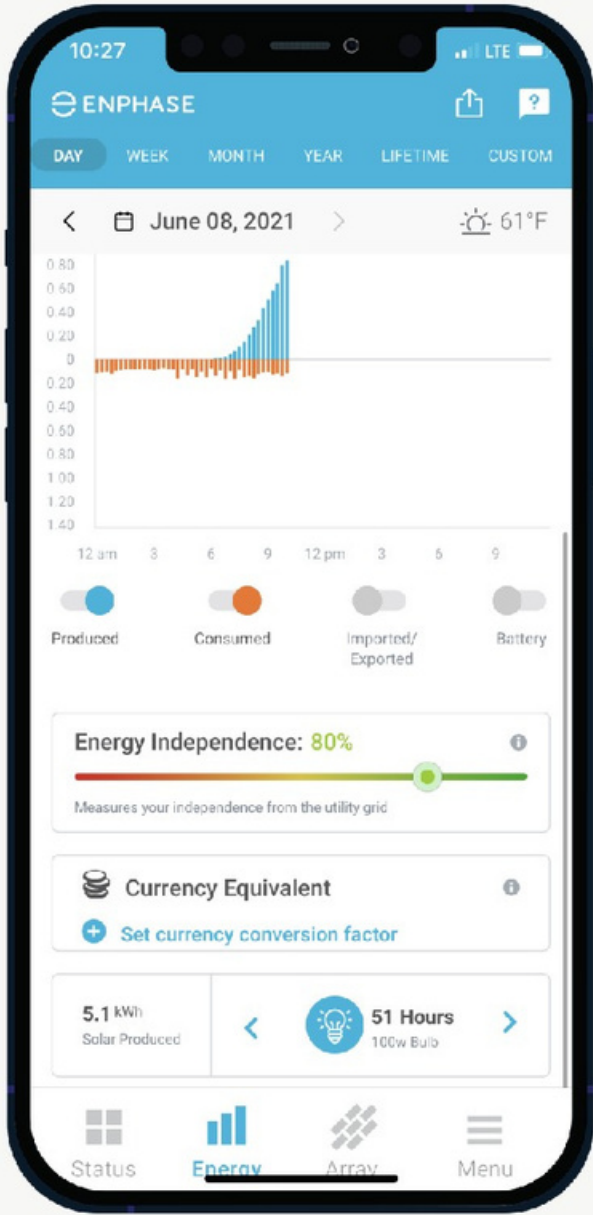 10:27
LTE
ENPHASE
?
DAY WEEK MONTH YEAR LIFETIME CUSTOM
June 08, 2021
61°F
0.80
0.60
0.40
0.20
0
0.20
0.40
0.60
0.80
1.00
1.20
1.40
12 am 3 6 9 12 pm 3 6 9
Produced Consumed Imported/ Battery
Exported
Energy Independence: 80%
Measures your independence from the utility grid
Currency Equivalent
Set currency conversion factor
5.1 kWh
Solar Produced
51 Hours
100w Bulb
Status Energy Array Menu